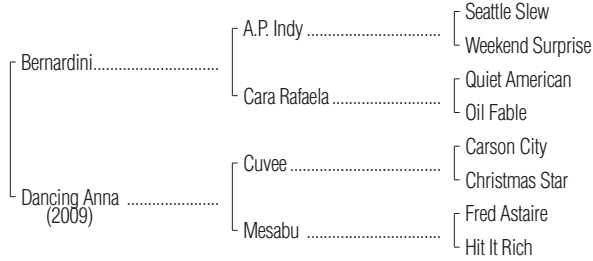 Seattle Slew
A.P. Indy ..................................
Weekend Surprise
Bernardini................................
Quiet American
Cara Rafaela ...........................
Oil Fable
Carson City
Cuvee ......................................
Christmas Star
Dancing Anna .......................
(2009)
Fred Astaire
Mesabu ..................................
Hit It Rich